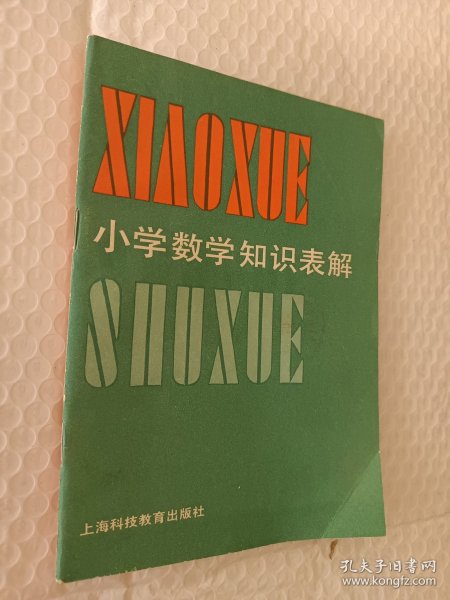 XIAOXUE
小学数学知识表解
SHUXUE
上海科技教育出版社
孔夫子旧书网
www.kongfz.com